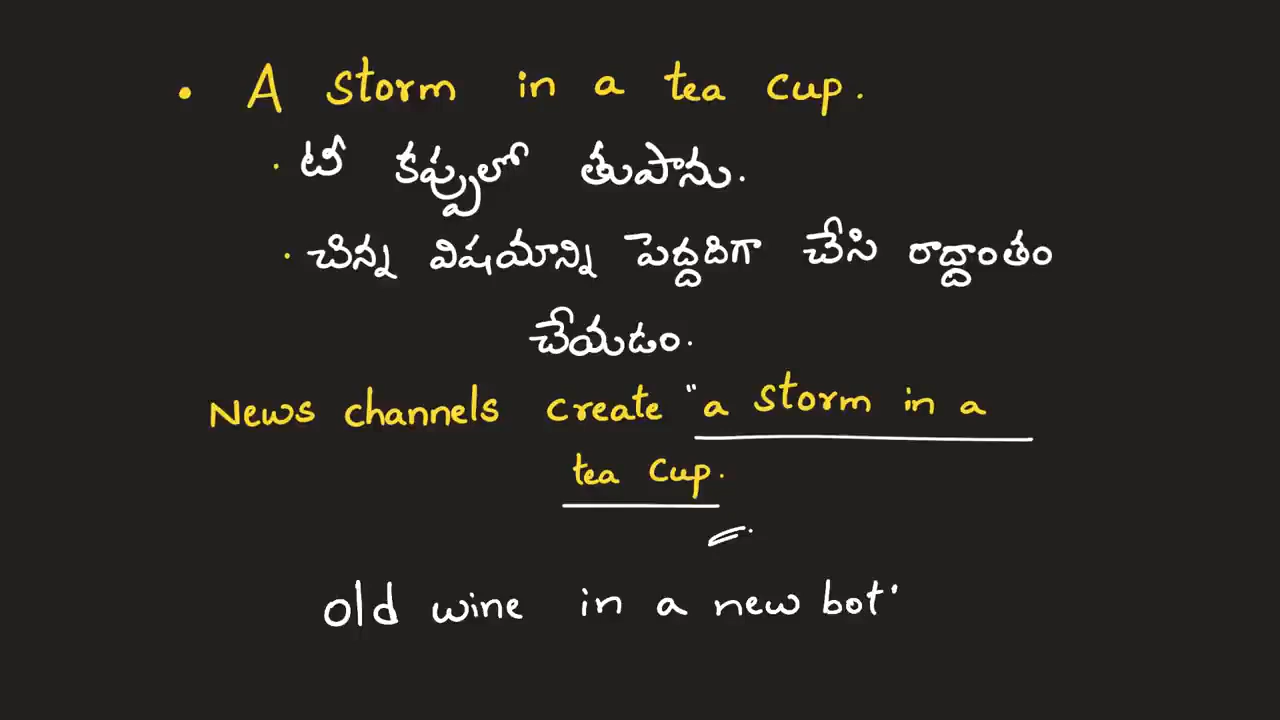 • A storm in a tea cup.
· టీ కప్పులో తుపాను.
· చిన్న విషయాన్ని పెద్దదిగా చేసి రాద్దాంతం
చేయడం.
News channels create "a storm in a
tea cup.
old wine in a new bot'